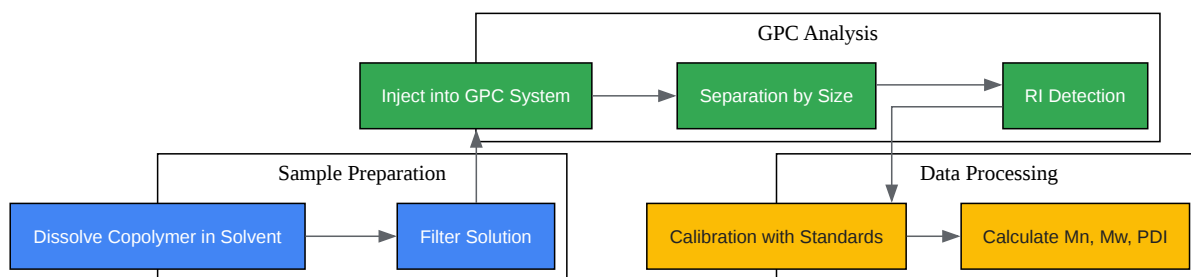 GPC Analysis
Inject into GPC System
Separation by Size
RI Detection
Sample Preparation
Dissolve Copolymer in Solvent
Filter Solution
Data Processing
Calibration with Standards
Calculate Mn, Mw, PDI